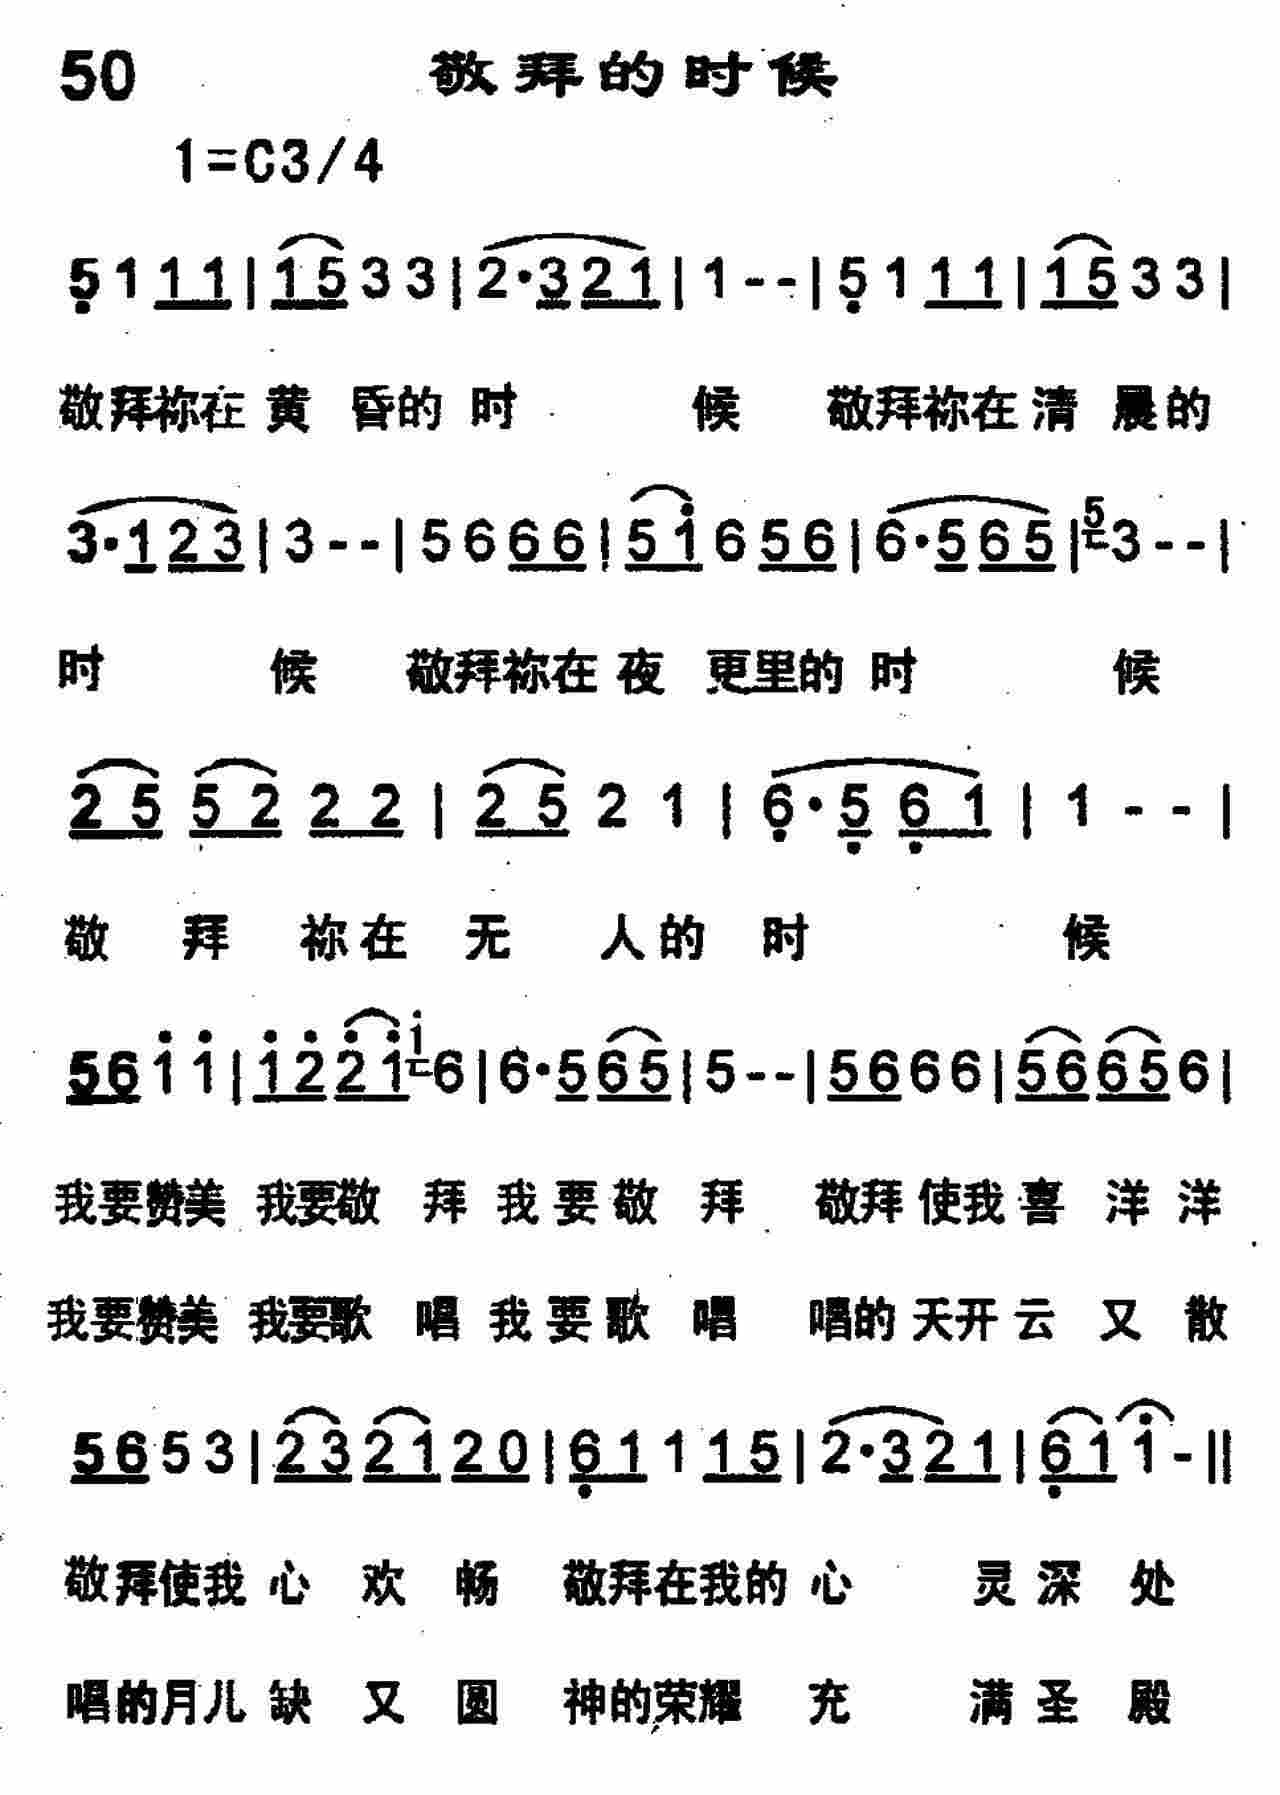 50 敬拜的时候
1=C3/4
5̣ 1 1 1 | 1 5 3 3 | 2·3 2 1 | 1 - - | 5̣ 1 1 1 | 1 5 3 3 |
敬拜祢在黄昏的时候 敬拜祢在清晨的
3·1 2 3 | 3 - - | 5 6 6 6 | 5 i 6 5 6 | 6·5 6 5 | 5 3 - - |
时候 敬拜祢在夜更里的时候
2 5 5 2 2 2 | 2 5 2 1 | 6̣·5̣ 6̣ 1 | 1 - - |
敬拜祢在无人的时候
5 6 i i | i 2̇ 2̇ i i 6 | 6·5 6 5 | 5 - - | 5 6 6 6 | 5 6 6 5 6 |
我要赞美 我要敬拜 我要敬拜 敬拜使我喜洋洋
我要赞美 我要歌唱 我要歌唱 唱的天开云又散
5 6 5 3 | 2 3 2 1 2 0 | 6̣ 1 1 1 5 | 2·3 2 1 | 6̣ 1 i - ||
敬拜使我心欢畅 敬拜在我的心灵深处
唱的月儿缺又圆 神的荣耀充满圣殿